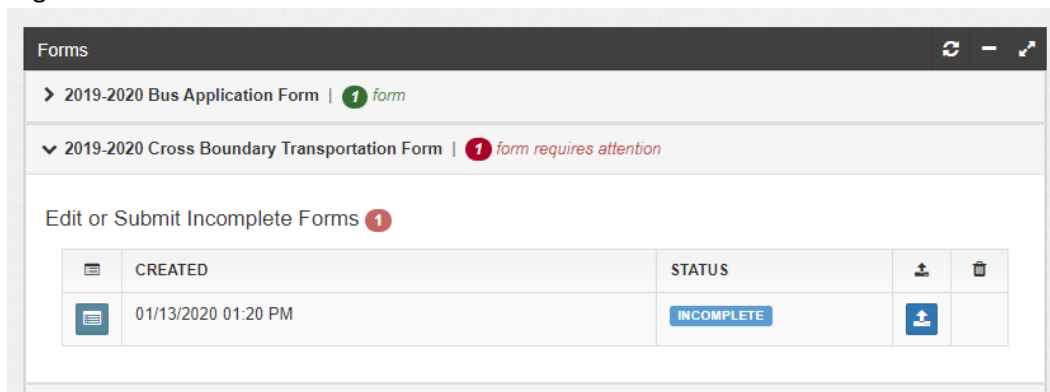 Forms
2019-2020 Bus Application Form | 1 form
2019-2020 Cross Boundary Transportation Form | 1 form requires attention
Edit or Submit Incomplete Forms 1
CREATED STATUS
01/13/2020 01:20 PM INCOMPLETE